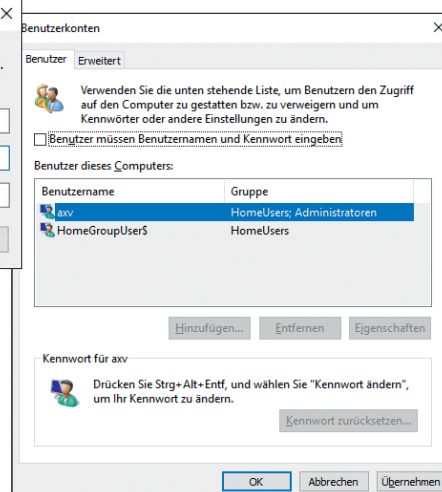 Benutzerkonten
Benutzer Erweitert
Verwenden Sie die unten stehende Liste, um Benutzern den Zugriff
auf den Computer zu gestatten bzw. zu verweigern und um
Kennwörter oder andere Einstellungen zu ändern.
Benutzer müssen Benutzernamen und Kennwort eingeben
Benutzer dieses Computers:
Benutzername Gruppe
axv HomeUsers; Administratoren
HomeGroupUser$ HomeUsers
Hinzufügen... Entfernen Eigenschaften
Kennwort für axv
Drücken Sie Strg+Alt+Entf, und wählen Sie "Kennwort ändern",
um Ihr Kennwort zu ändern.
Kennwort zurücksetzen...
OK Abbrechen Übernehmen